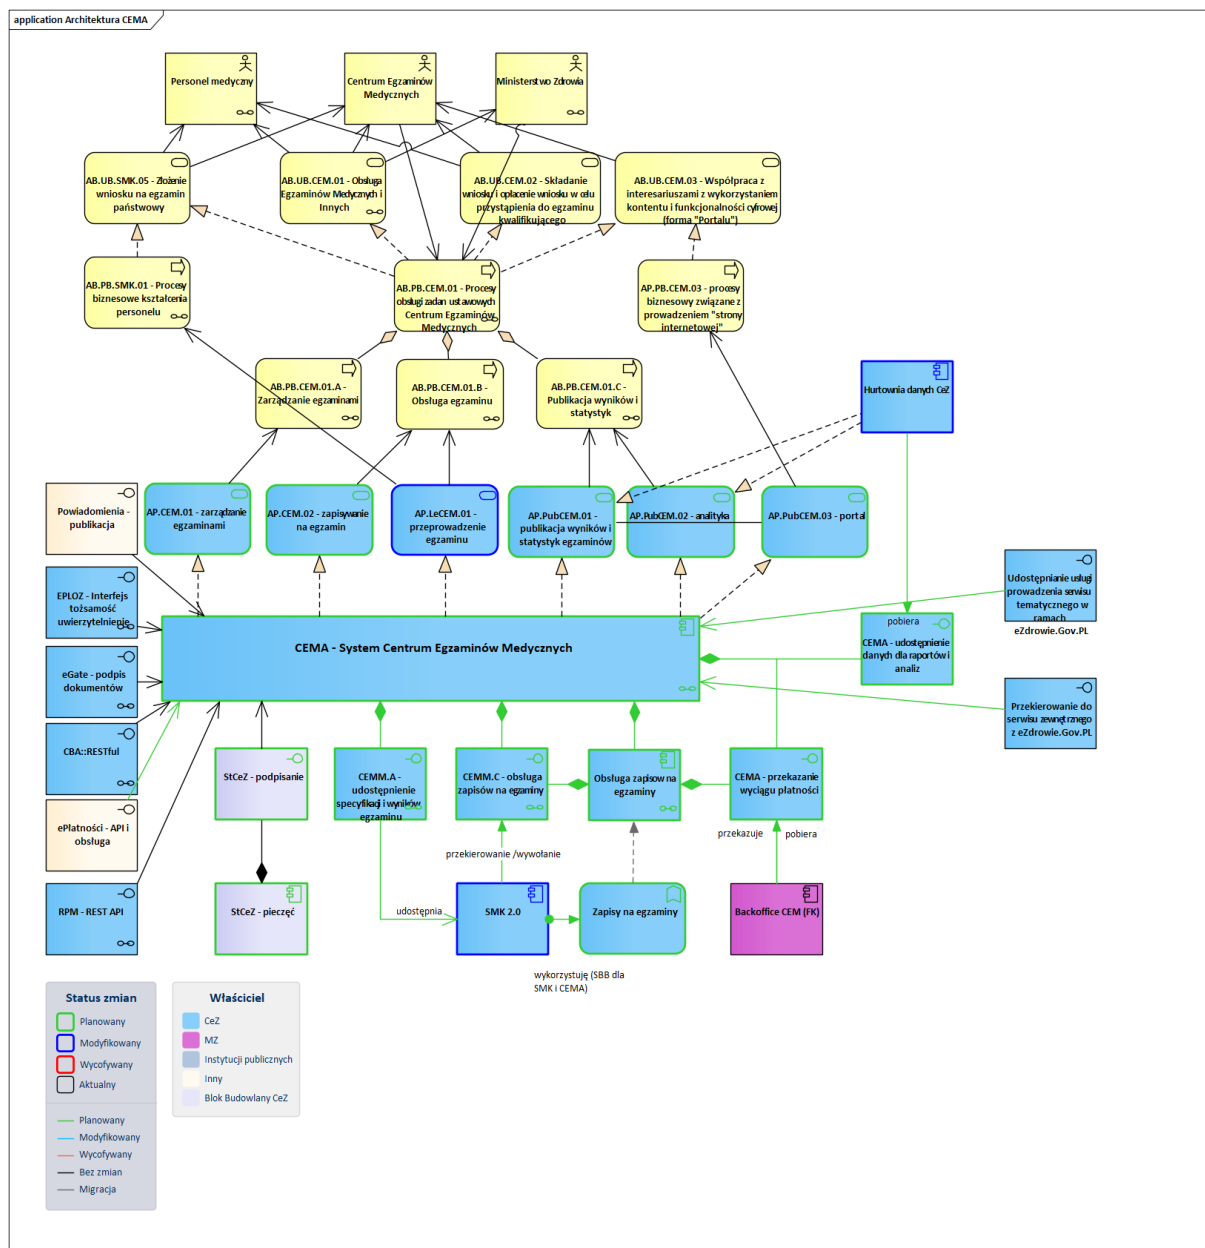 application Architektura CEMA
Personel medyczny
Centrum Egzaminów
Medycznych
Ministerstwo Zdrowia
AB.UB.SMK.05 - Złożenie
wniosku na egzamin
państwowy
AB.UB.CEM.01 - Obsługa
Egzaminów Medycznych i
Innych
AB.UB.CEM.02 - Składanie
wniosku i opłacenie wniosku w celu
przystąpienia do egzaminu
kwalifikującego
AB.UB.CEM.03 - Współpraca z
interesariuszami z wykorzystaniem
kontentu i funkcjonalności cyfrowej
(forma "Portalu")
AB.PB.SMK.01 - Procesy
biznesowe kształcenia
personelu
AB.PB.CEM.01 - Procesy
obsługi zadań ustawowych
Centrum Egzaminów
Medycznych
AP.PB.CEM.03 - procesy
biznesowy związane z
prowadzeniem "strony
internetowej"
AB.PB.CEM.01.A -
Zarządzanie egzaminami
AB.PB.CEM.01.B -
Obsługa egzaminu
AB.PB.CEM.01.C -
Publikacja wyników i
statystyk
Hurtownia danych CeZ
Powiadomienia -
publikacja
AP.CEM.01 - zarządzanie
egzaminami
AP.CEM.02 - zapisywanie
na egzamin
AP.LeCEM.01 -
przeprowadzenie
egzaminu
AP.PubCEM.01 -
publikacja wyników i
statystyk egzaminów
AP.PubCEM.02 - analityka
AP.PubCEM.03 - portal
EPLOZ - Interfejs
tożsamość
uwierzytelnienie
Udostępnianie usługi
prowadzenia serwisu
tematycznego w
ramach
eZdrowie.Gov.PL
pobiera
CEMA - udostępnienie
danych dla raportów i
analiz
CEMA - System Centrum Egzaminów Medycznych
eGate - podpis
dokumentów
Przekierowanie do
serwisu zewnętrznego
z eZdrowie.Gov.PL
CBA::RESTful
StCeZ - podpisanie
CEMM.A -
udostępnienie
specyfikacji i wyników
egzaminu
CEMM.C - obsługa
zapisów na egzaminy
Obsługa zapisow na
egzaminy
CEMA - przekazanie
wyciągu płatności
ePłatności - API i
obsługa
przekazuje
pobiera
przekierowanie /wywołanie
RPM - REST API
StCeZ - pieczęć
udostępnia
SMK 2.0
Zapisy na egzaminy
Backoffice CEM (FK)
wykorzystuję (SBB dla
SMK i CEMA)
Status zmian
Planowany
Modyfikowany
Wycofywany
Aktualny
Planowany
Modyfikowany
Wycofywany
Bez zmian
Migracja
Właściciel
CeZ
MZ
Instytucji publicznych
Inny
Blok Budowlany CeZ